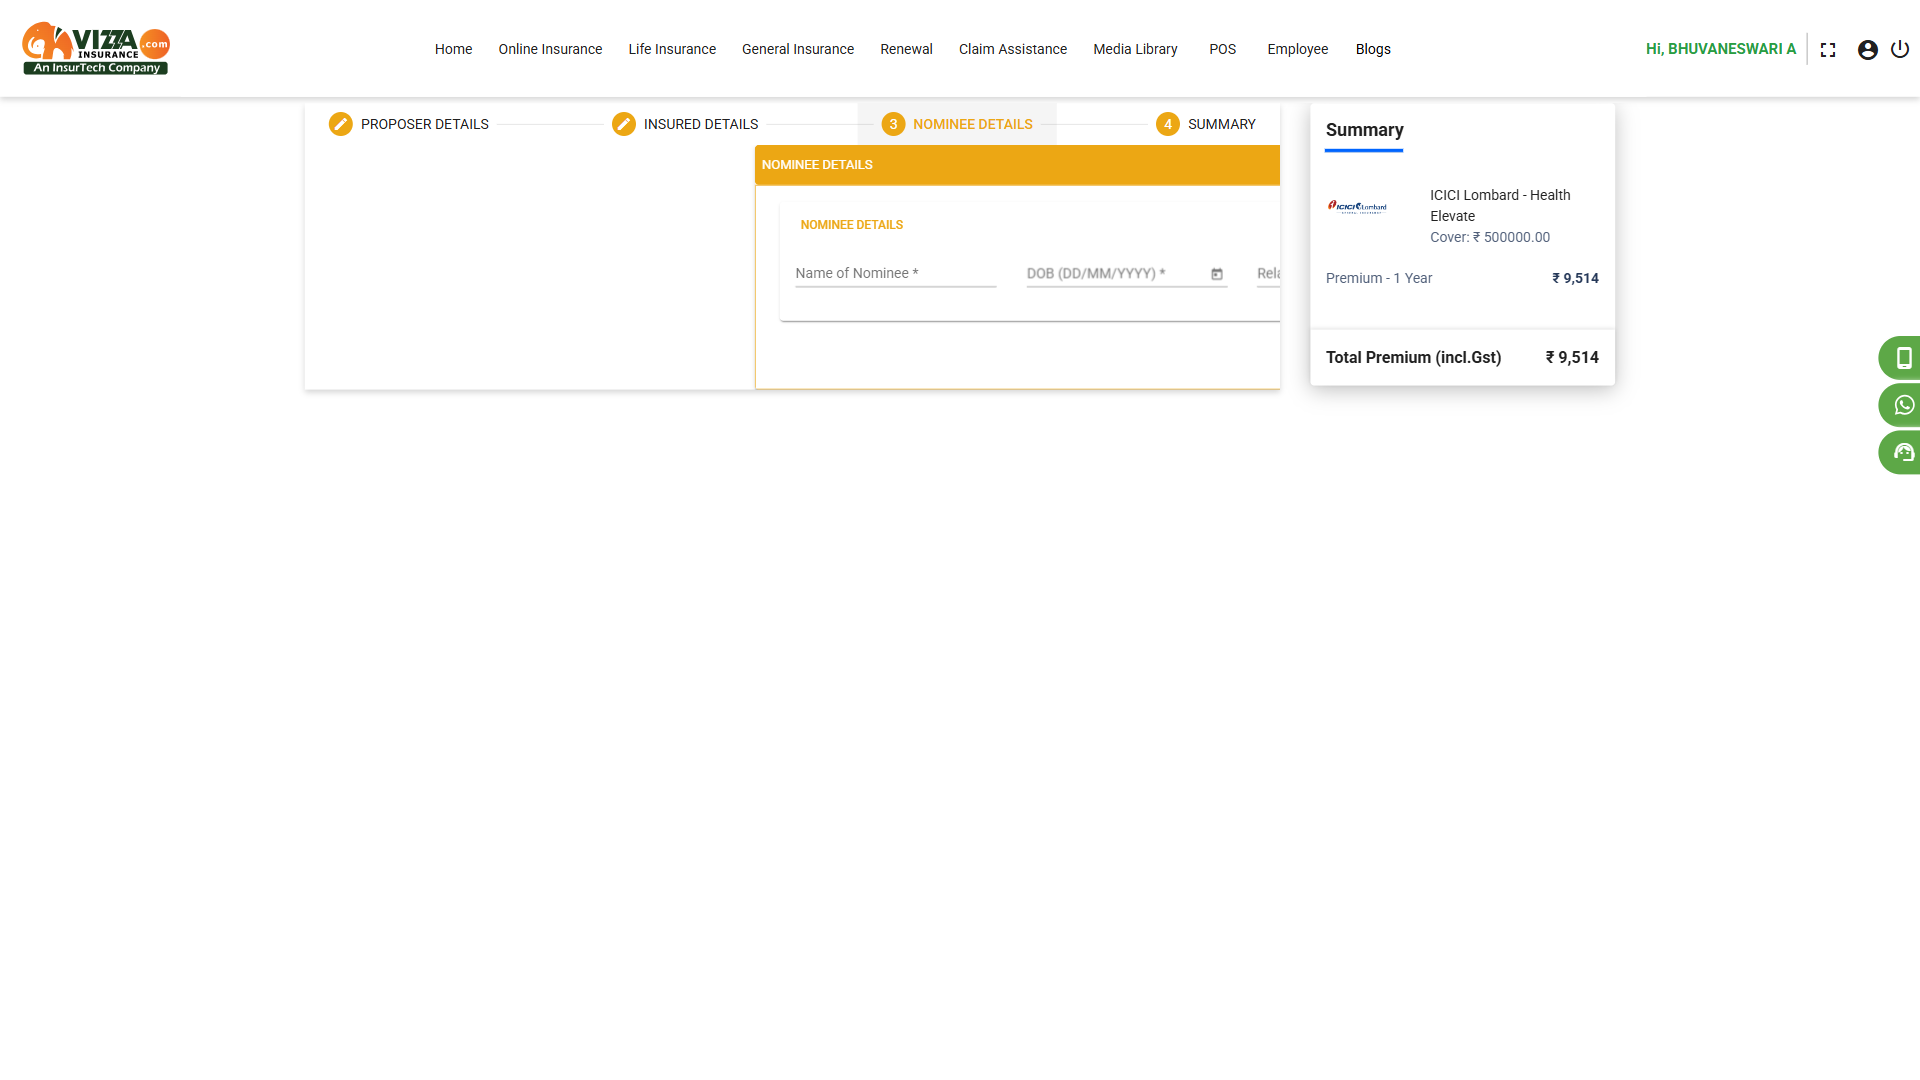 VIZZA
.com
INSURANCE
An InsurTech Company
Home
Online Insurance
Life Insurance
General Insurance
Renewal
Claim Assistance
Media Library
POS
Employee
Blogs
Hi, BHUVANESWARI A
PROPOSER DETAILS
INSURED DETAILS
3 NOMINEE DETAILS
4 SUMMARY
NOMINEE DETAILS
NOMINEE DETAILS
Name of Nominee *
DOB (DD/MM/YYYY) *
Rela
Summary
ICICI Lombard
ICICI Lombard - Health
Elevate
Cover: ₹ 500000.00
Premium - 1 Year
₹ 9,514
Total Premium (incl.Gst)
₹ 9,514